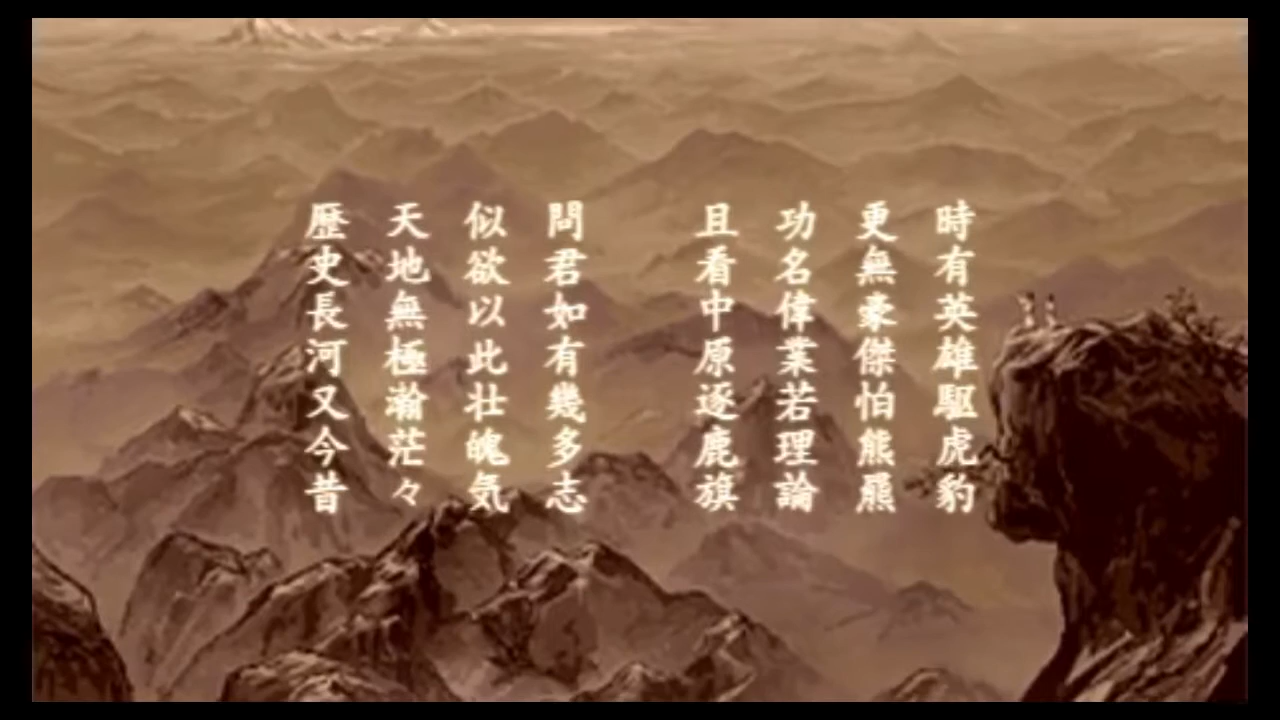 時有英雄駆虎豹
更無豪傑怕熊羆
功名偉業若理論
且看中原逐鹿旗
問君如有幾多志
似欲以此壮魄気
天地無極瀚茫々
歴史長河又今昔